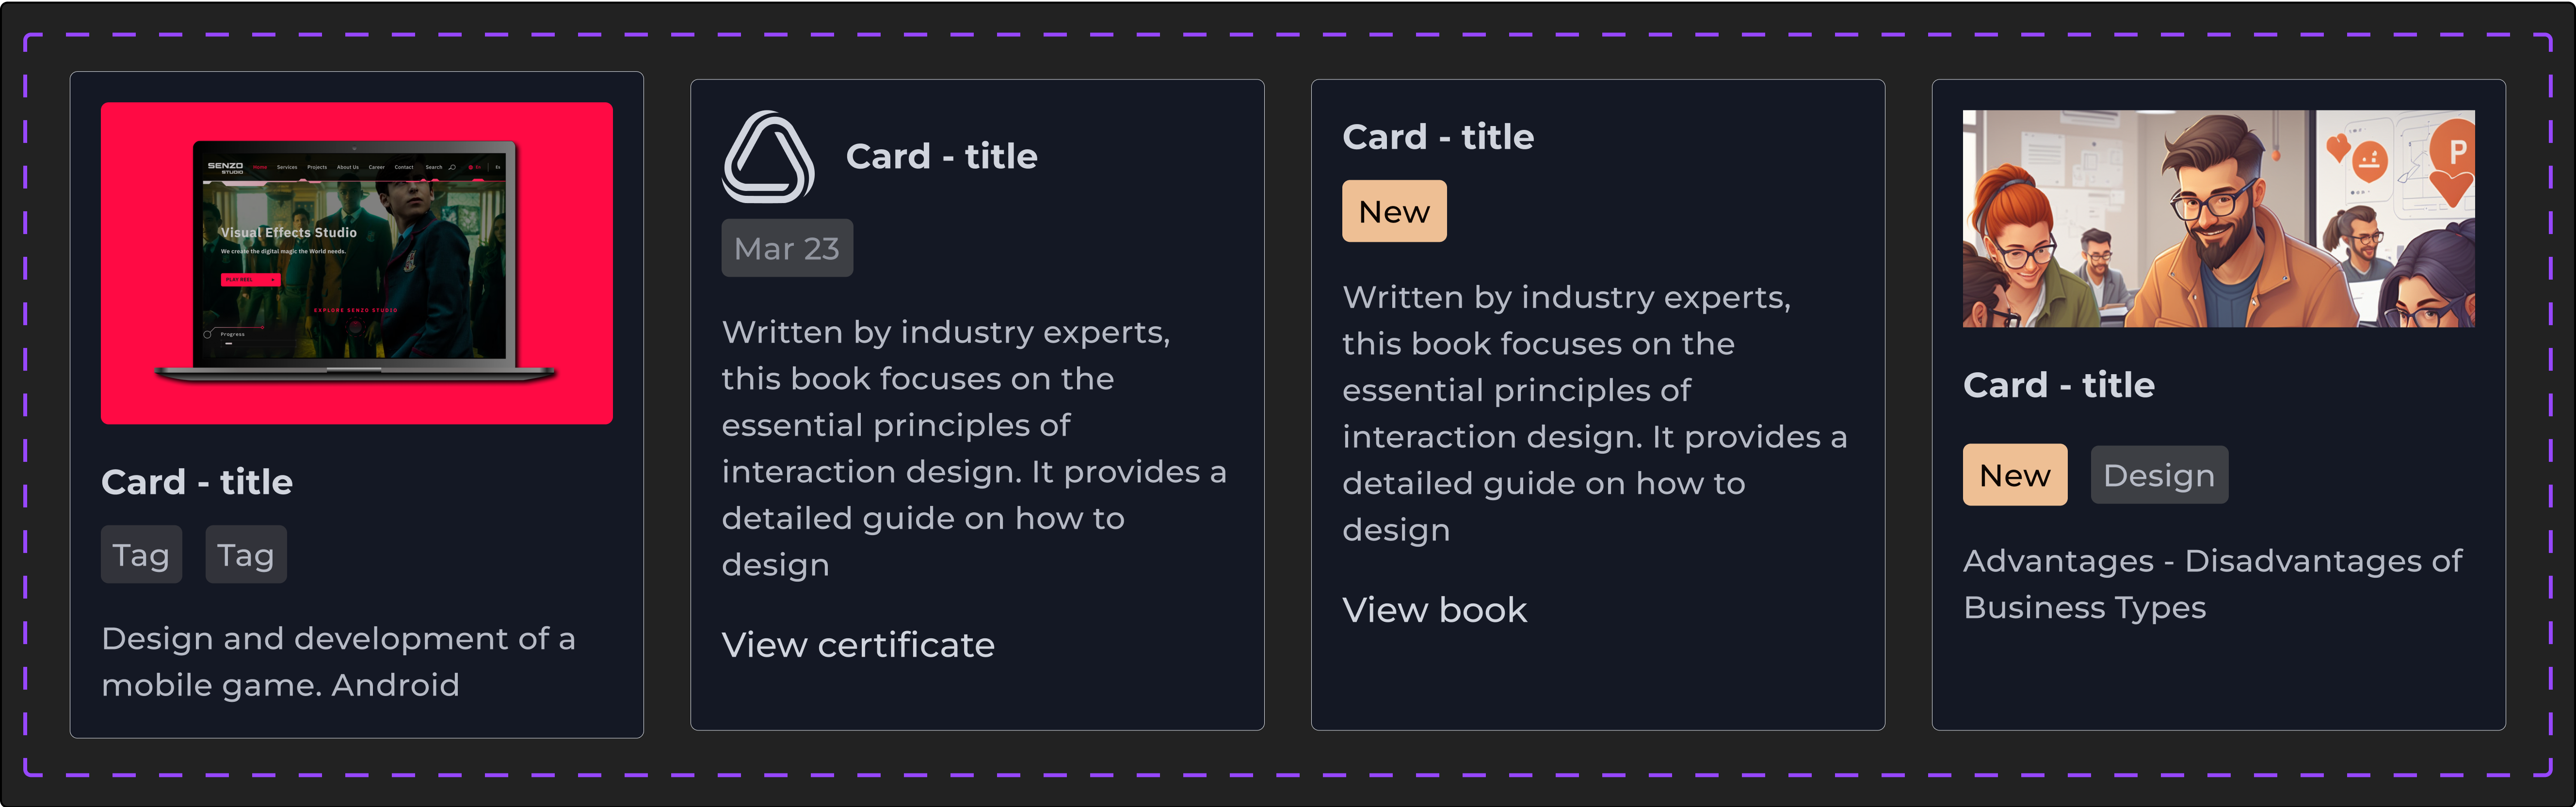 SENZO
STUDIO
Home Services Projects About Us Career Contact Search En
Visual Effects Studio
We create the digital magic the World needs.
PLAY REEL
EXPLORE SENZO STUDIO
Progress
Card - title
Tag Tag
Design and development of a
mobile game. Android
Card - title
Mar 23
Written by industry experts,
this book focuses on the
essential principles of
interaction design. It provides a
detailed guide on how to
design
View certificate
Card - title
New
Written by industry experts,
this book focuses on the
essential principles of
interaction design. It provides a
detailed guide on how to
design
View book
P
Card - title
New Design
Advantages - Disadvantages of
Business Types